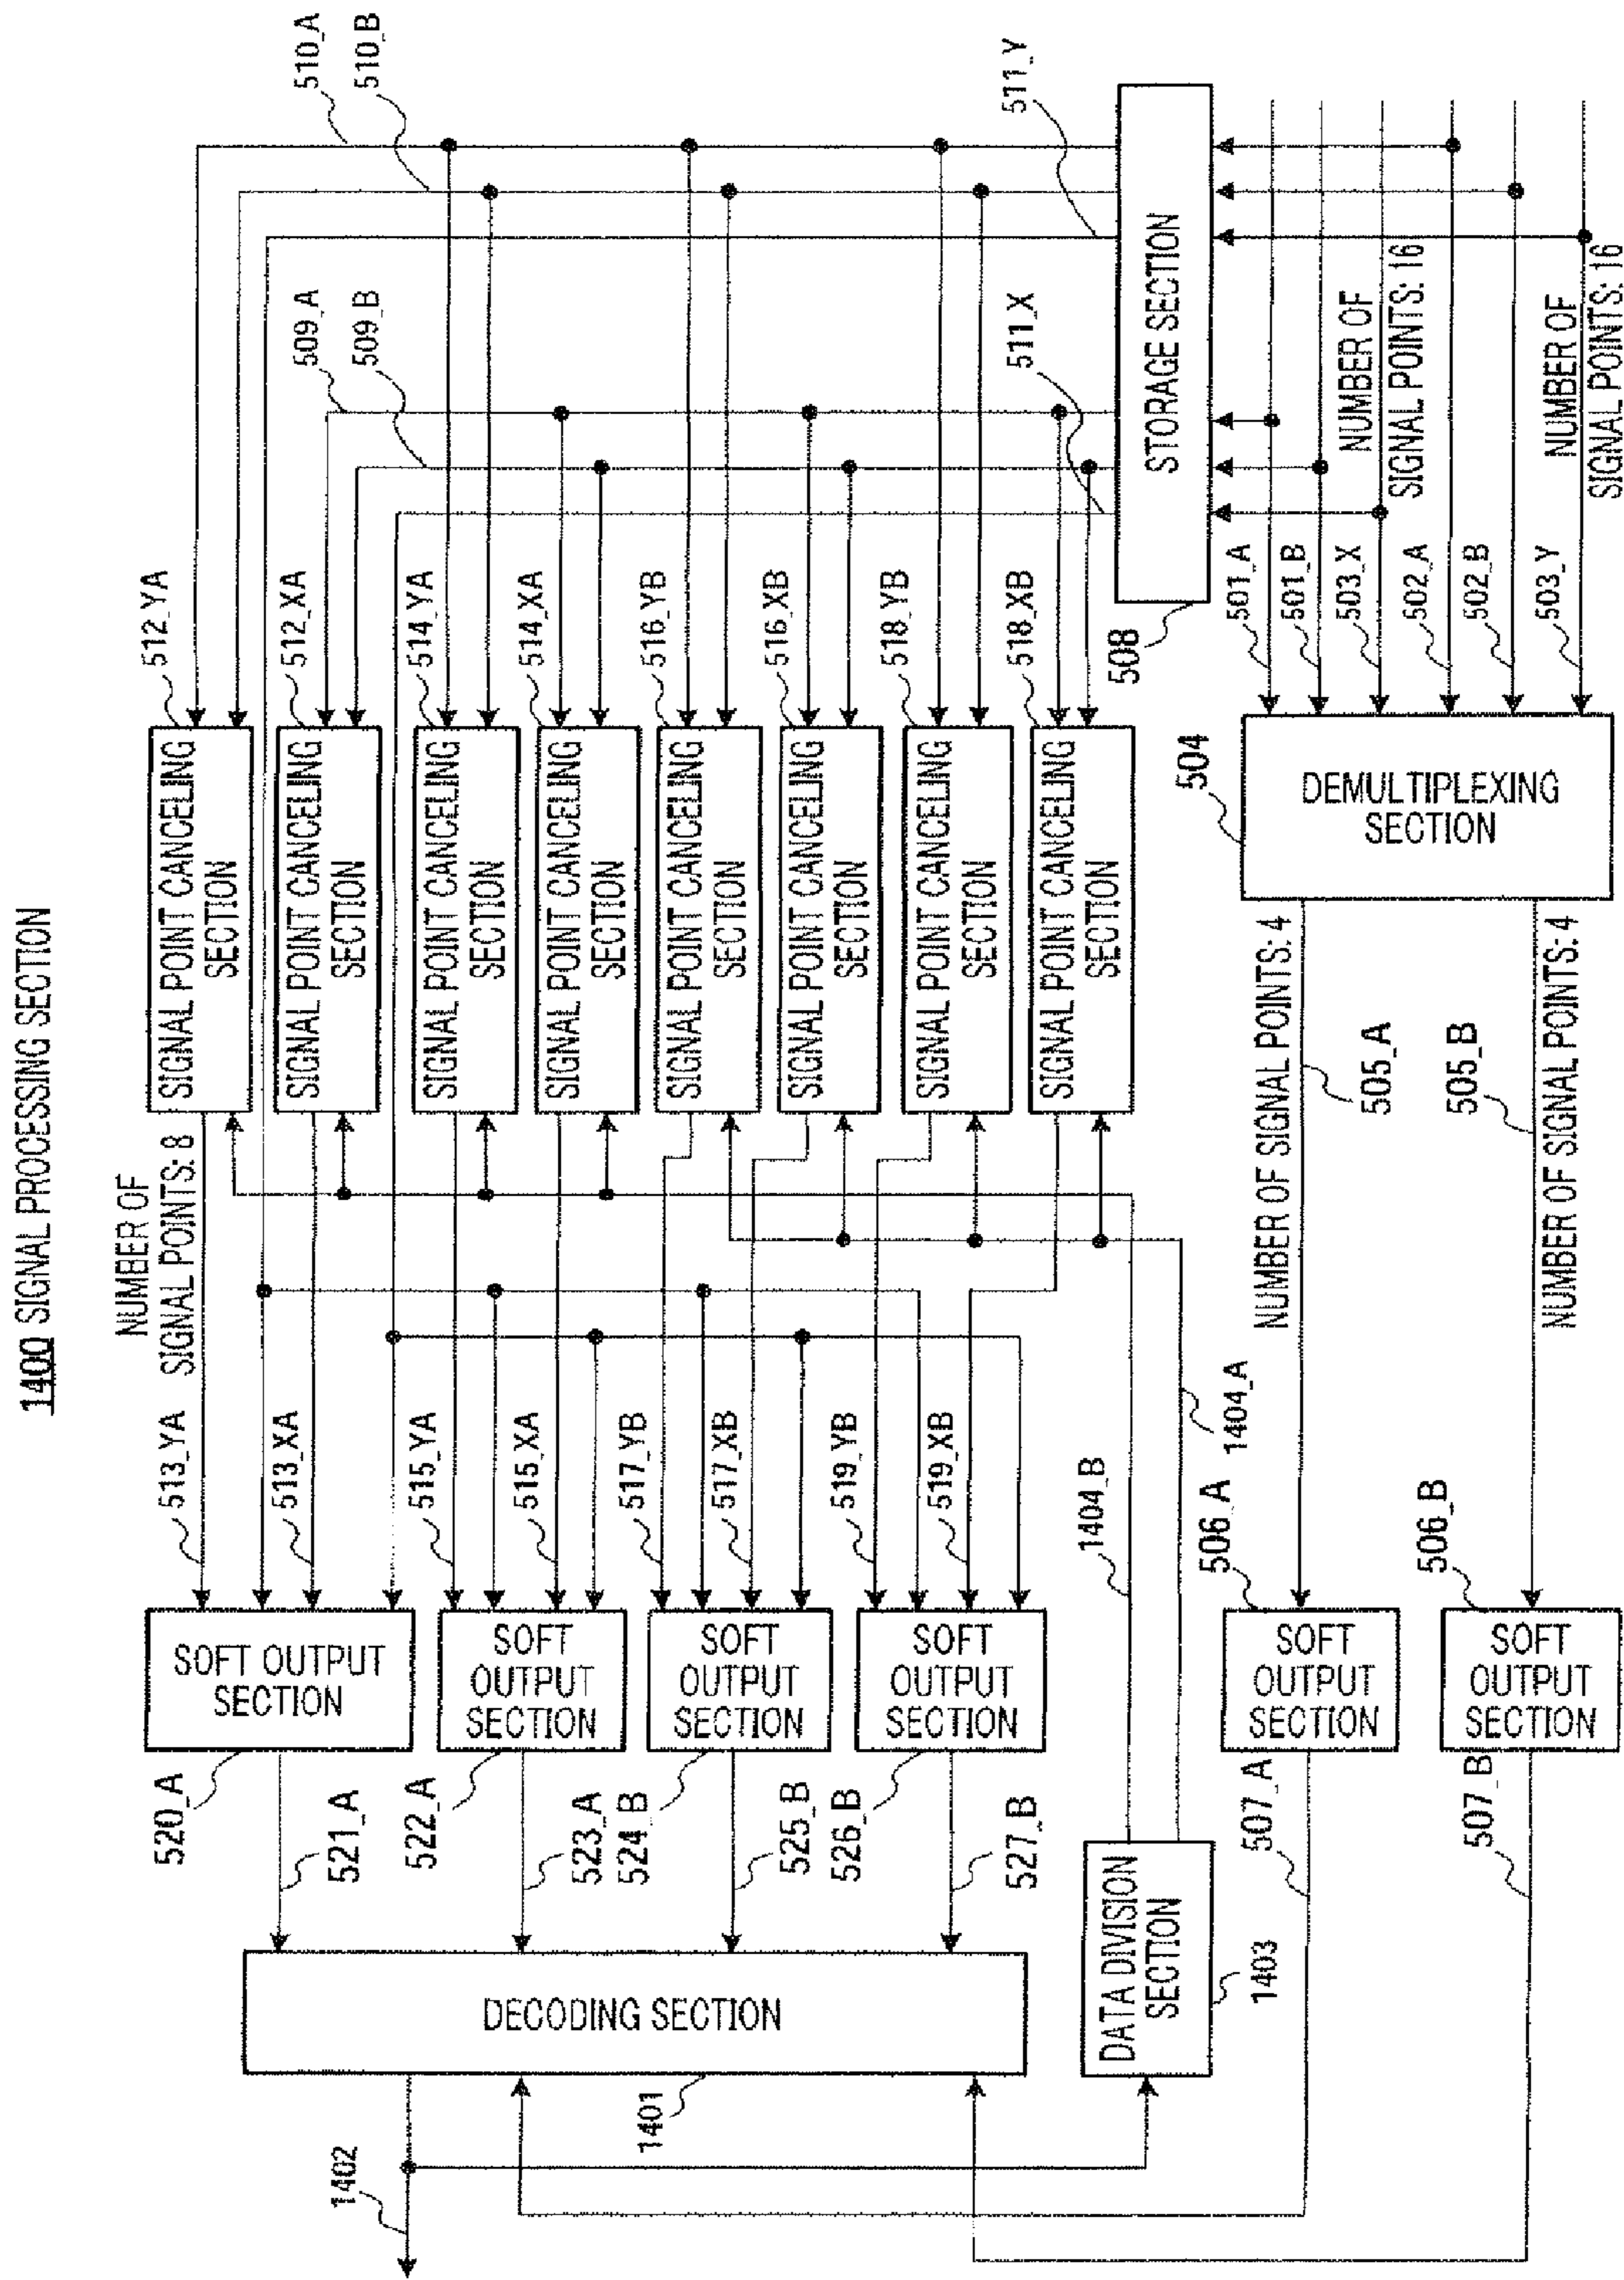 1400 SIGNAL PROCESSING SECTION
510_A
510_B
509_A
509_B
511_Y
511_X
512_YA
SIGNAL POINT CANCELING
SECTION
512_XA
SIGNAL POINT CANCELING
SECTION
514_YA
SIGNAL POINT CANCELING
SECTION
514_XA
SIGNAL POINT CANCELING
SECTION
516_YB
SIGNAL POINT CANCELING
SECTION
516_XB
SIGNAL POINT CANCELING
SECTION
518_YB
SIGNAL POINT CANCELING
SECTION
518_XB
SIGNAL POINT CANCELING
SECTION
STORAGE SECTION
508
501_A
501_B
503_X
NUMBER OF
SIGNAL POINTS: 16
502_A
502_B
503_Y
NUMBER OF
SIGNAL POINTS: 16
504
DEMULTIPLEXING
SECTION
NUMBER OF SIGNAL POINTS: 4
505_A
505_B
NUMBER OF SIGNAL POINTS: 4
NUMBER OF
SIGNAL POINTS: 8
513_YA
513_XA
515_YA
515_XA
517_YB
517_XB
519_YB
519_XB
1404_B
1404_A
SOFT OUTPUT
SECTION
520_A
521_A
SOFT
OUTPUT
SECTION
522_A
523_A
SOFT
OUTPUT
SECTION
524_B
525_B
SOFT
OUTPUT
SECTION
526_B
527_B
506_A
SOFT
OUTPUT
SECTION
507_A
506_B
SOFT
OUTPUT
SECTION
507_B
DECODING SECTION
1401
1402
DATA DIVISION
SECTION
1403